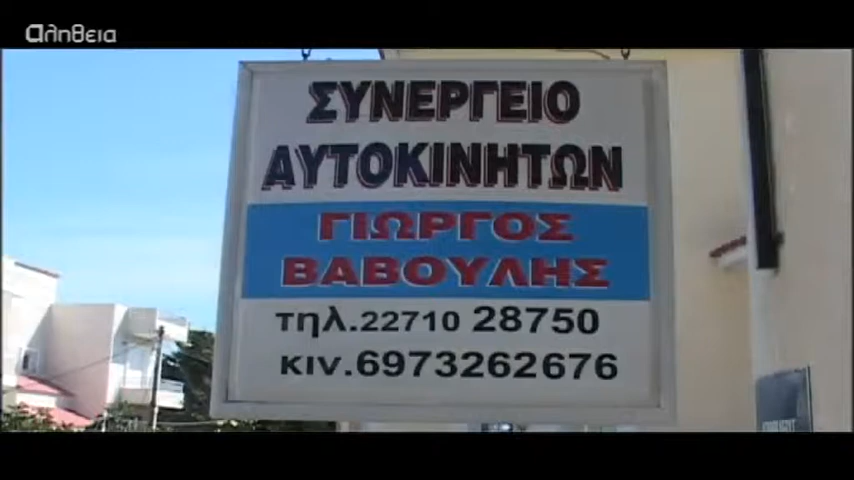 αλήθεια
ΣΥΝΕΡΓΕΙΟ
ΑΥΤΟΚΙΝΗΤΩΝ
ΓΙΩΡΓΟΣ
ΒΑΒΟΥΛΗΣ
τηλ.22710 28750
κιν.6973262676